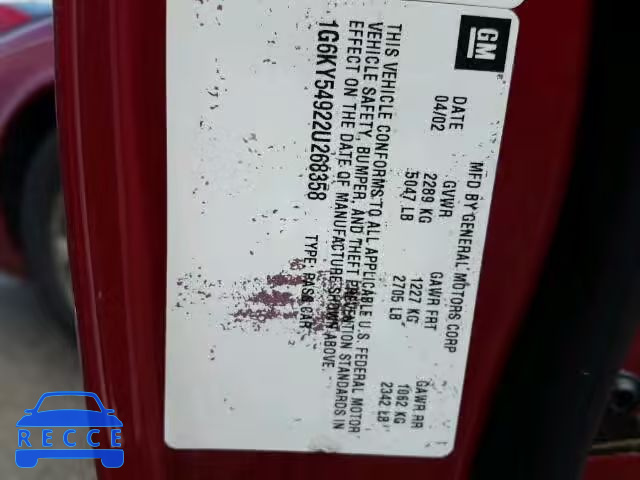 GM
MFD BY GENERAL MOTORS CORP
DATE GVWR GAWR FRT GAWR RR
04/02 2289 KG 1227 KG 1062 KG
5047 LB 2705 LB 2342 LB
THIS VEHICLE CONFORMS TO ALL APPLICABLE U.S. FEDERAL MOTOR
VEHICLE SAFETY, BUMPER, AND THEFT PREVENTION STANDARDS IN
EFFECT ON THE DATE OF MANUFACTURE SHOWN ABOVE.
1G6KY54922U268358 TYPE: PASS CAR
RECCE